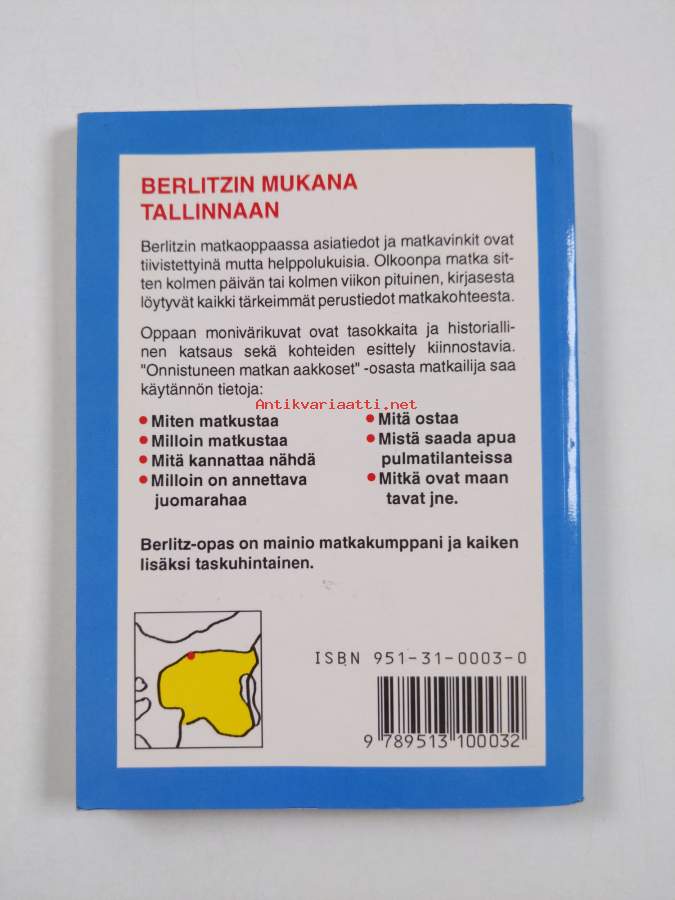 BERLITZIN MUKANA
TALLINNAAN
Berlitzin matkaoppaassa asiatiedot ja matkavinkit ovat
tiivistettyinä mutta helppolukuisia. Olkoonpa matka sit-
ten kolmen päivän tai kolmen viikon pituinen, kirjasesta
löytyvät kaikki tärkeimmät perustiedot matkakohteesta.
Oppaan monivärikuvat ovat tasokkaita ja historialli-
nen katsaus sekä kohteiden esittely kiinnostavia.
"Onnistuneen matkan aakkoset" -osasta matkailija saa
käytännön tietoja:
Antikvariaatti.net
• Miten matkustaa
• Milloin matkustaa
• Mitä kannattaa nähdä
• Milloin on annettava
juomarahaa
• Mitä ostaa
• Mistä saada apua
pulmatilanteissa
• Mitkä ovat maan
tavat jne.
Berlitz-opas on mainio matkakumppani ja kaiken
lisäksi taskuhintainen.
ISBN 951-31-0003-0
9 789513 100032